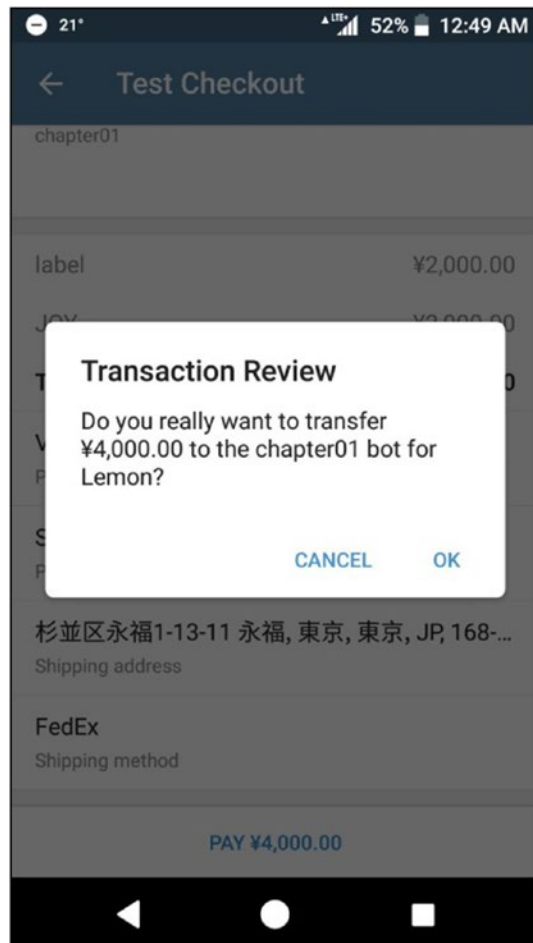 21°
LTE+ 52% 12:49 AM
Test Checkout
chapter01
label ¥2,000.00
Transaction Review
Do you really want to transfer
¥4,000.00 to the chapter01 bot for
Lemon?
CANCEL OK
杉並区永福1-13-11 永福, 東京, 東京, JP, 168-...
Shipping address
FedEx
Shipping method
PAY ¥4,000.00